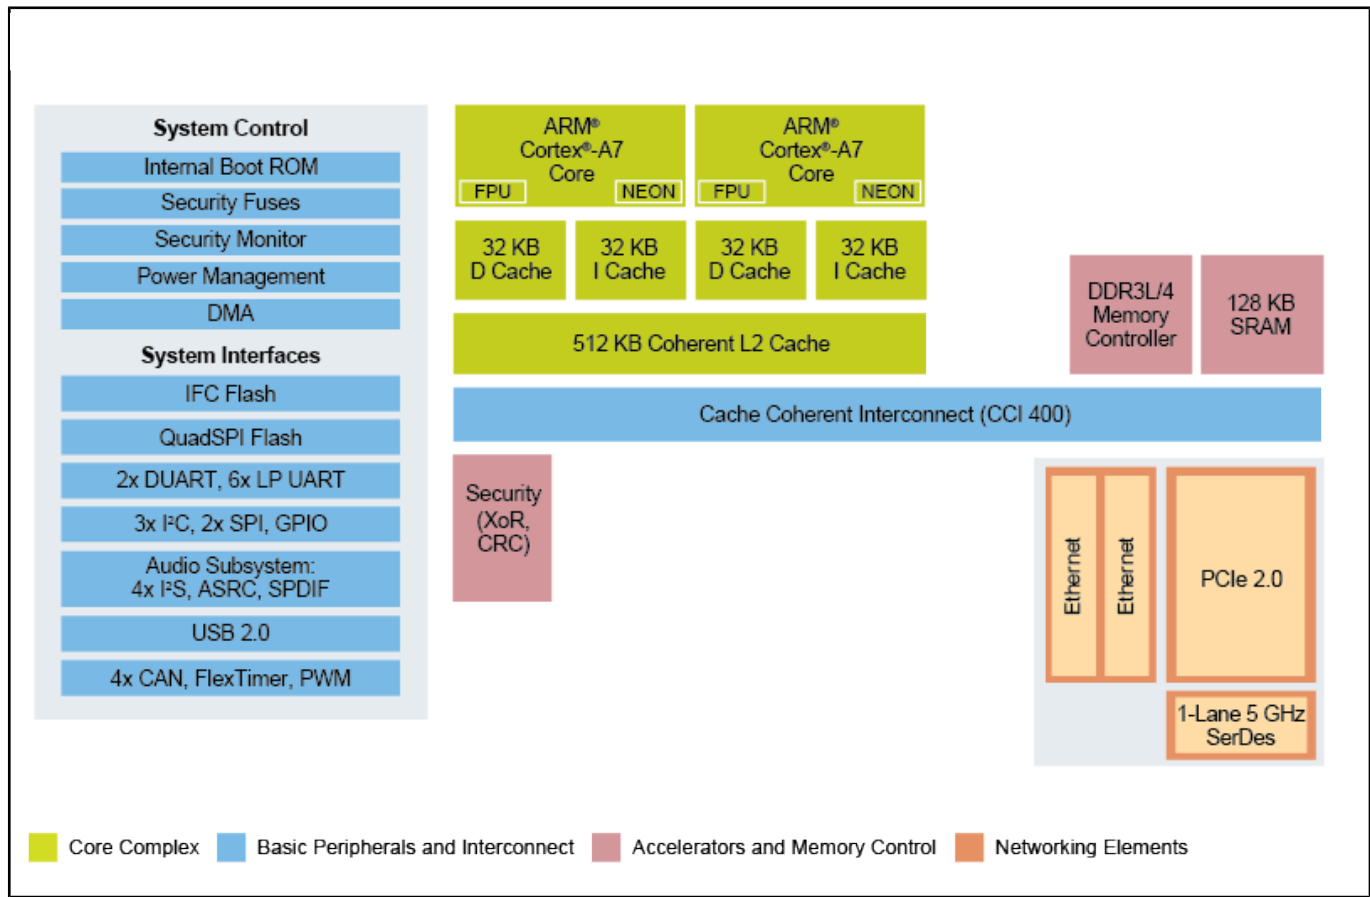 System Control
Internal Boot ROM
Security Fuses
Security Monitor
Power Management
DMA
System Interfaces
IFC Flash
QuadSPI Flash
2x DUART, 6x LP UART
3x I²C, 2x SPI, GPIO
Audio Subsystem:
4x I²S, ASRC, SPDIF
USB 2.0
4x CAN, FlexTimer, PWM
ARM®
Cortex®-A7
Core
FPU
NEON
ARM®
Cortex®-A7
Core
FPU
NEON
32 KB
D Cache
32 KB
I Cache
32 KB
D Cache
32 KB
I Cache
512 KB Coherent L2 Cache
DDR3L/4
Memory
Controller
128 KB
SRAM
Cache Coherent Interconnect (CCI 400)
Security
(XoR,
CRC)
Ethernet
Ethernet
PCIe 2.0
1-Lane 5 GHz
SerDes
Core Complex
Basic Peripherals and Interconnect
Accelerators and Memory Control
Networking Elements